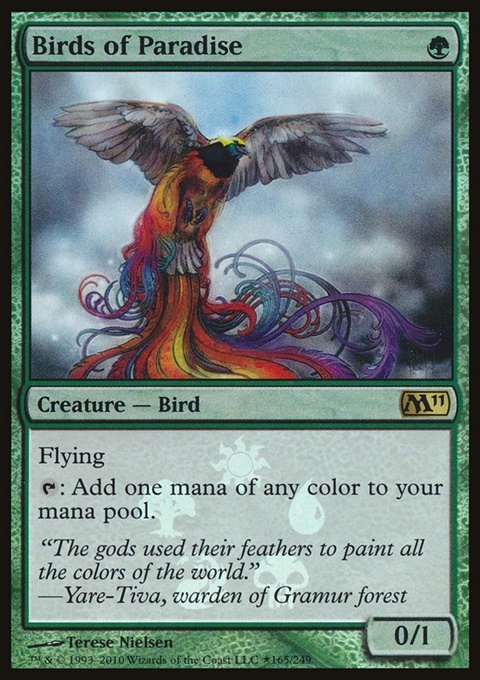 Birds of Paradise
Creature — Bird
M11
Flying
: Add one mana of any color to your
mana pool.
“The gods used their feathers to paint all
the colors of the world.”
—Yare-Tiva, warden of Gramur forest
Terese Nielsen
0/1
™ & © 1993–2010 Wizards of the Coast LLC ★165/249